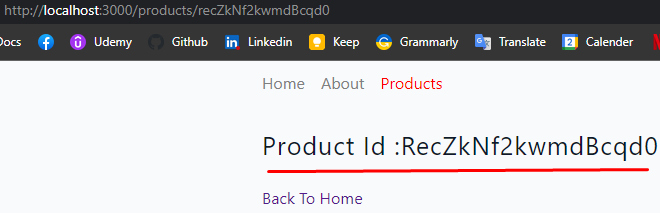 http://localhost:3000/products/recZkNf2kwmdBcqd0
Docs Udemy Github Linkedin Keep Grammarly Translate Calender
Home About Products
Product Id :RecZkNf2kwmdBcqd0
Back To Home